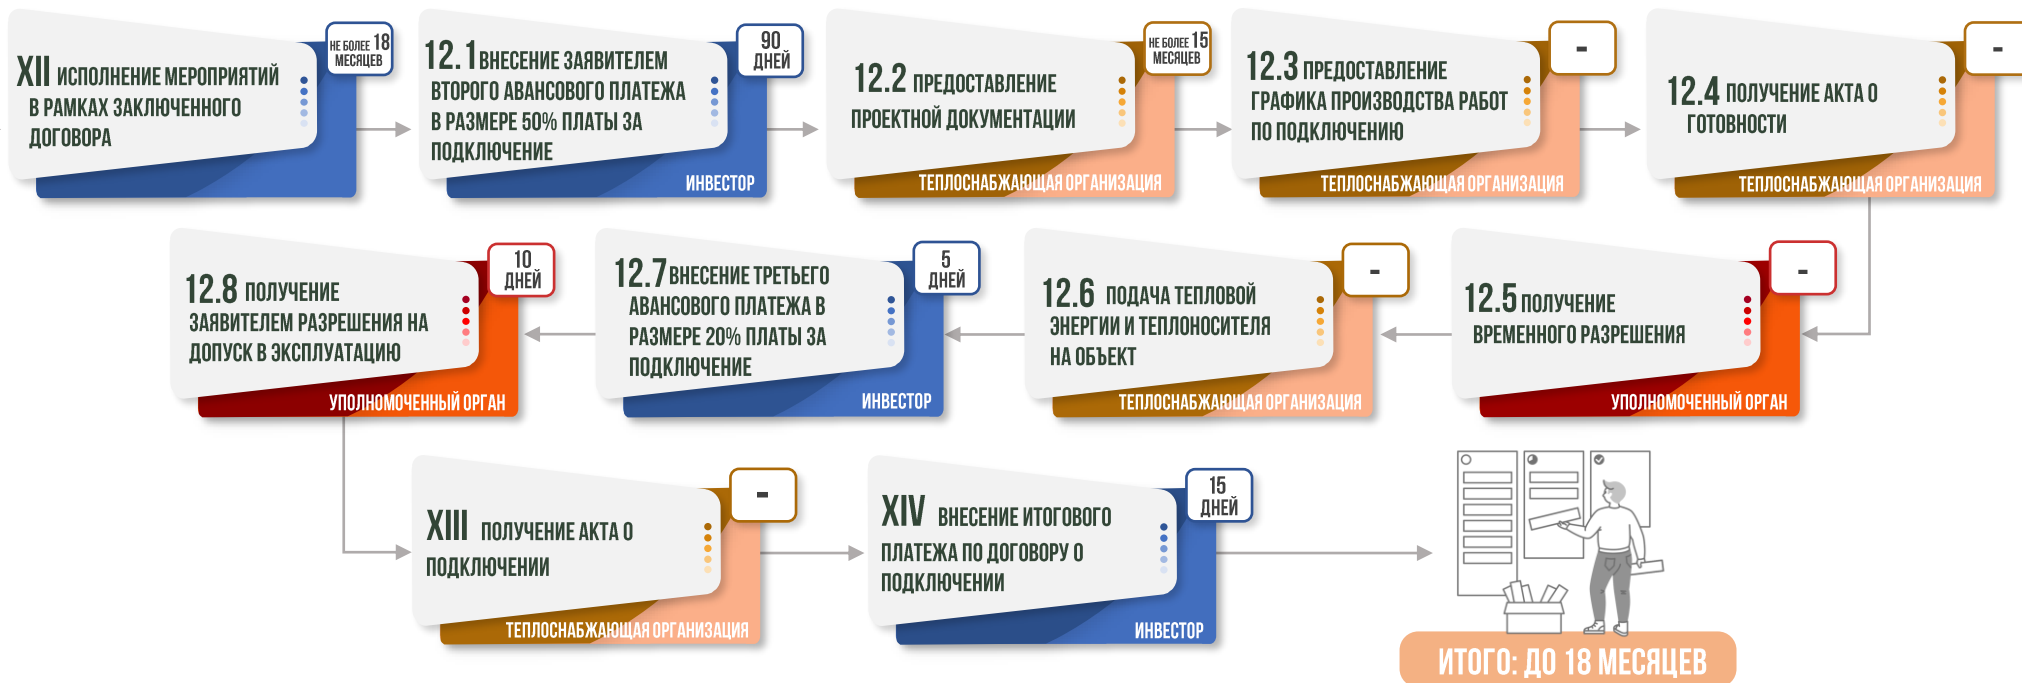 XII ИСПОЛНЕНИЕ МЕРОПРИЯТИЙ
В РАМКАХ ЗАКЛЮЧЕННОГО
ДОГОВОРА
НЕ БОЛЕЕ 18
МЕСЯЦЕВ
12.1 ВНЕСЕНИЕ ЗАЯВИТЕЛЕМ
ВТОРОГО АВАНСОВОГО ПЛАТЕЖА
В РАЗМЕРЕ 50% ПЛАТЫ ЗА
ПОДКЛЮЧЕНИЕ
90
ДНЕЙ
ИНВЕСТОР
12.2 ПРЕДОСТАВЛЕНИЕ
ПРОЕКТНОЙ ДОКУМЕНТАЦИИ
НЕ БОЛЕЕ 15
МЕСЯЦЕВ
ТЕПЛОСНАБЖАЮЩАЯ ОРГАНИЗАЦИЯ
12.3 ПРЕДОСТАВЛЕНИЕ
ГРАФИКА ПРОИЗВОДСТВА РАБОТ
ПО ПОДКЛЮЧЕНИЮ
-
ТЕПЛОСНАБЖАЮЩАЯ ОРГАНИЗАЦИЯ
12.4 ПОЛУЧЕНИЕ АКТА О
ГОТОВНОСТИ
-
ТЕПЛОСНАБЖАЮЩАЯ ОРГАНИЗАЦИЯ
12.5 ПОЛУЧЕНИЕ
ВРЕМЕННОГО РАЗРЕШЕНИЯ
-
УПОЛНОМОЧЕННЫЙ ОРГАН
12.6 ПОДАЧА ТЕПЛОВОЙ
ЭНЕРГИИ И ТЕПЛОНОСИТЕЛЯ
НА ОБЪЕКТ
-
ТЕПЛОСНАБЖАЮЩАЯ ОРГАНИЗАЦИЯ
12.7 ВНЕСЕНИЕ ТРЕТЬЕГО
АВАНСОВОГО ПЛАТЕЖА В
РАЗМЕРЕ 20% ПЛАТЫ ЗА
ПОДКЛЮЧЕНИЕ
5
ДНЕЙ
ИНВЕСТОР
12.8 ПОЛУЧЕНИЕ
ЗАЯВИТЕЛЕМ РАЗРЕШЕНИЯ НА
ДОПУСК В ЭКСПЛУАТАЦИЮ
10
ДНЕЙ
УПОЛНОМОЧЕННЫЙ ОРГАН
XIII ПОЛУЧЕНИЕ АКТА О
ПОДКЛЮЧЕНИИ
-
ТЕПЛОСНАБЖАЮЩАЯ ОРГАНИЗАЦИЯ
XIV ВНЕСЕНИЕ ИТОГОВОГО
ПЛАТЕЖА ПО ДОГОВОРУ О
ПОДКЛЮЧЕНИИ
15
ДНЕЙ
ИНВЕСТОР
ИТОГО: ДО 18 МЕСЯЦЕВ